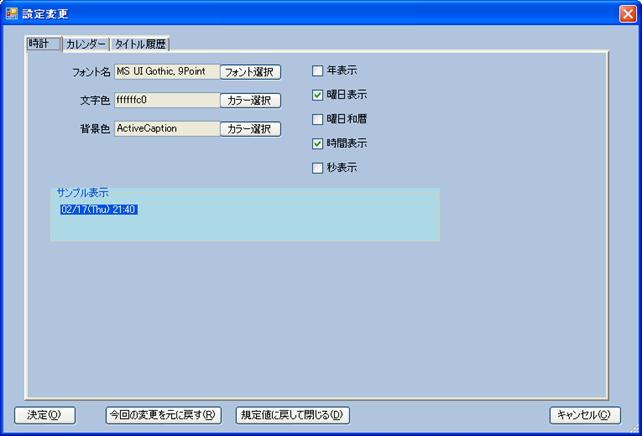 設定変更
時計 カレンダー タイトル履歴
フォント名 MS UI Gothic, 9Point フォント選択 年表示
文字色 ffffffc0 カラー選択 曜日表示
背景色 ActiveCaption カラー選択 曜日和暦
時間表示
秒表示
サンプル表示
02/17(Thu) 21:40
決定(O) 今回の変更を元に戻す(R) 規定値に戻して閉じる(D) キャンセル(C)